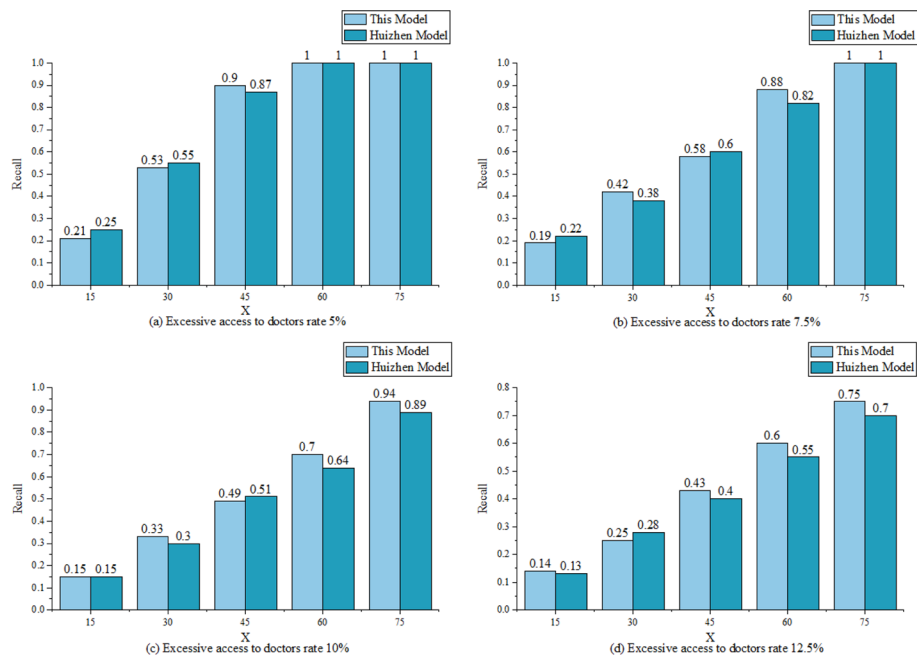 This Model
Huizhen Model
1 1 1 1
1.0
0.9 0.87
0.9
0.8
0.7
0.6
0.53 0.55
0.5
0.4
0.3
0.21 0.25
0.2
0.1
0.0
Recall
15 30 45 60 75
X
(a) Excessive access to doctors rate 5%
This Model
Huizhen Model
1 1
1.0
0.88 0.82
0.9
0.8
0.7
0.58 0.6
0.6
0.5
0.42 0.38
0.4
0.3
0.19 0.22
0.2
0.1
0.0
Recall
15 30 45 60 75
X
(b) Excessive access to doctors rate 7.5%
This Model
Huizhen Model
1.0
0.94 0.89
0.9
0.8
0.7 0.64
0.7
0.6
0.49 0.51
0.5
0.4
0.33 0.3
0.3
0.15 0.15
0.2
0.1
0.0
Recall
15 30 45 60 75
X
(c) Excessive access to doctors rate 10%
This Model
Huizhen Model
0.8
0.75 0.7
0.7
0.6 0.55
0.6
0.5
0.43 0.4
0.4
0.25 0.28
0.3
0.2
0.14 0.13
0.1
0.0
Recall
15 30 45 60 75
X
(d) Excessive access to doctors rate 12.5%